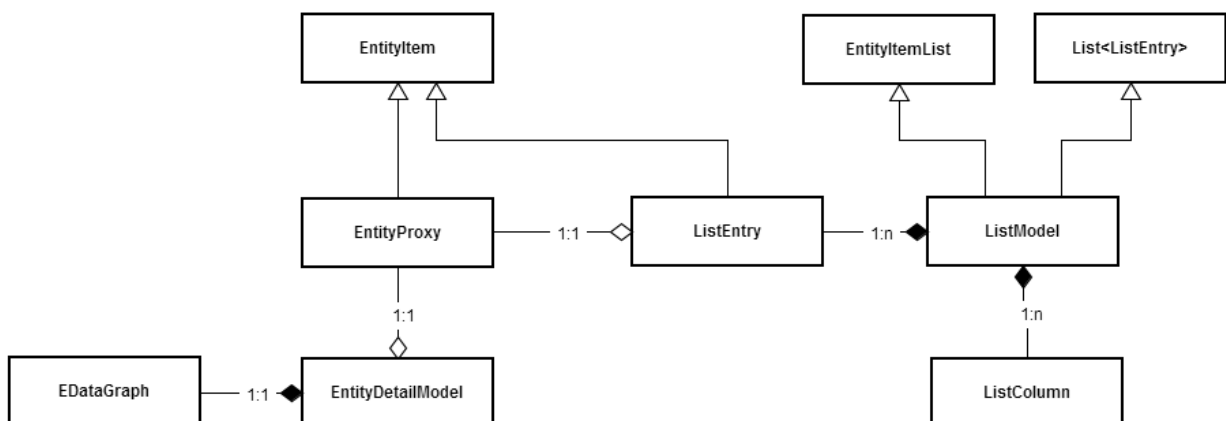 EntityItem
EntityItemList
List<ListEntry>
EntityProxy
1:1
ListEntry
1:n
ListModel
1:1
1:n
EDataGraph
1:1
EntityDetailModel
ListColumn